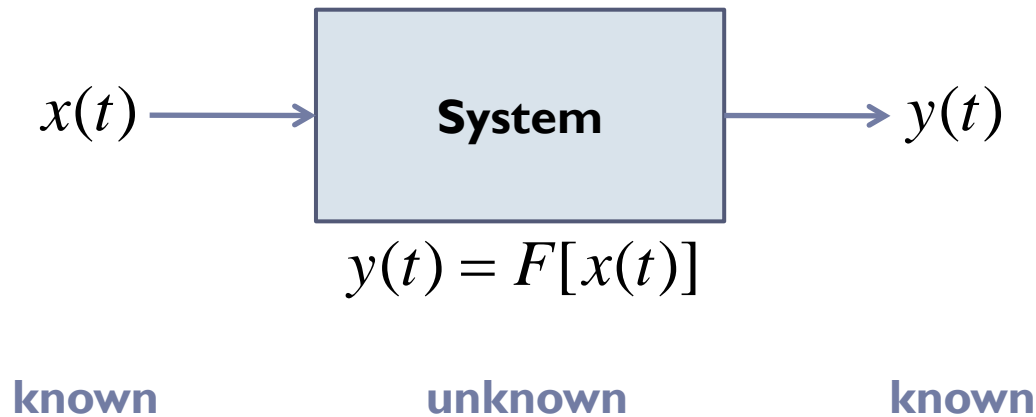 x(t) System y(t)
y(t) = F[x(t)]
known unknown known